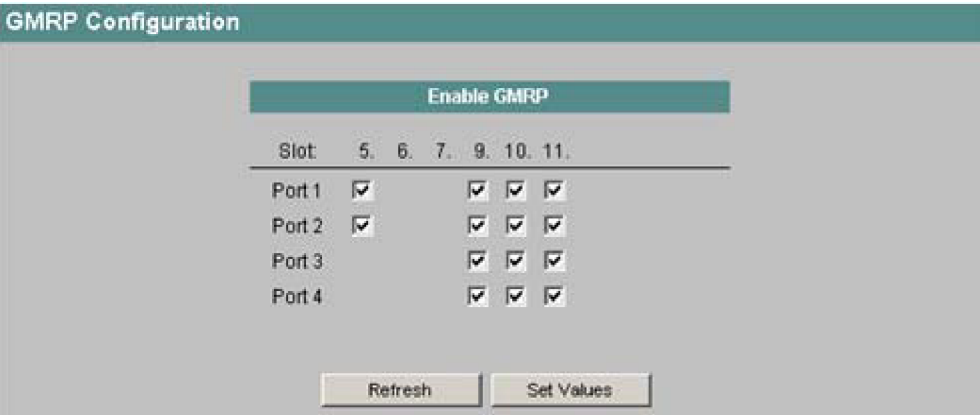 GMRP Configuration
Enable GMRP
Slot: 5. 6. 7. 9. 10. 11.
Port 1
Port 2
Port 3
Port 4
Refresh Set Values